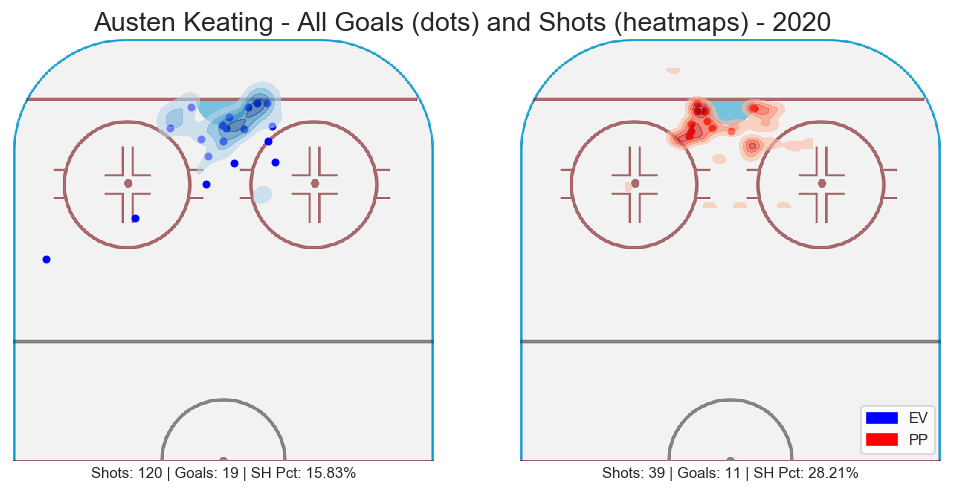 Austen Keating - All Goals (dots) and Shots (heatmaps) - 2020
EV
PP
Shots: 120 | Goals: 19 | SH Pct: 15.83%
Shots: 39 | Goals: 11 | SH Pct: 28.21%